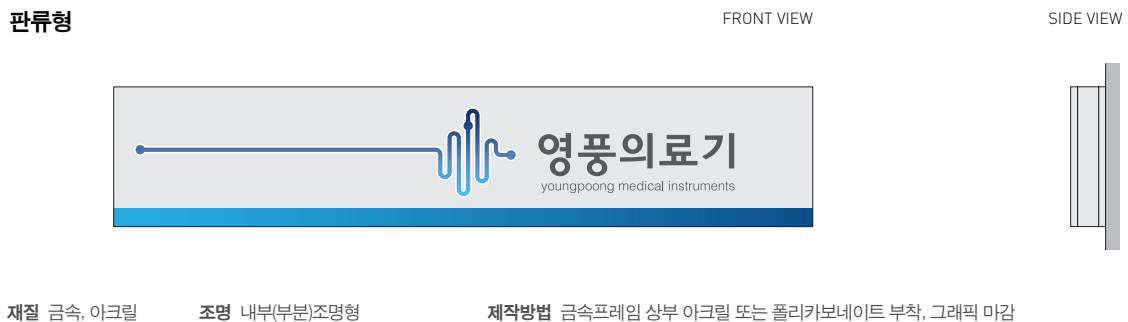 판류형
FRONT VIEW
SIDE VIEW
영풍의료기
youngpoong medical instruments
재질 금속, 아크릴
조명 내부(부분)조명형
제작방법 금속프레임 상부 아크릴 또는 폴리카보네이트 부착, 그래픽 마감